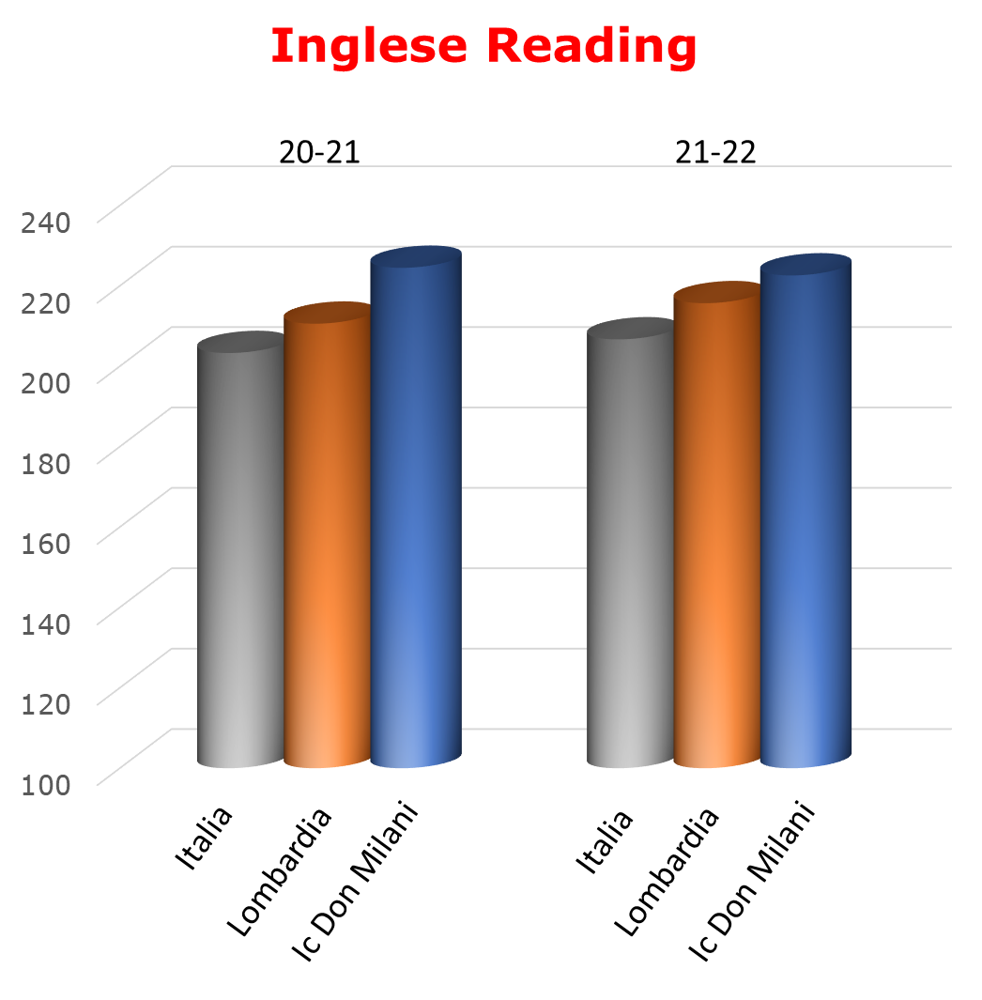 Inglese Reading
20-21
21-22
240
220
200
180
160
140
120
100
Italia
Lombardia
Ic Don Milani
Italia
Lombardia
Ic Don Milani